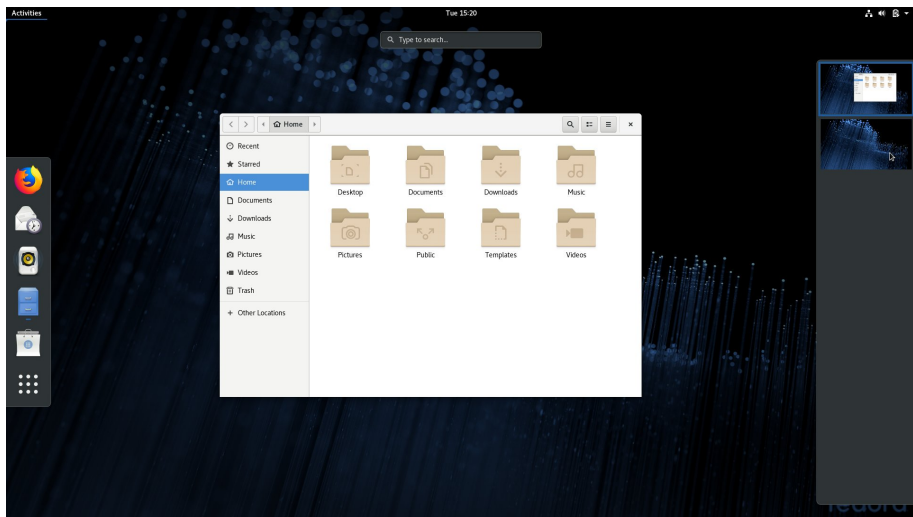 Activities
Tue 15:20
Type to search...
Home
Recent
Starred
Home
Documents
Downloads
Music
Pictures
Videos
Trash
+ Other Locations
Desktop Documents Downloads Music
Pictures Public Templates Videos
fedora